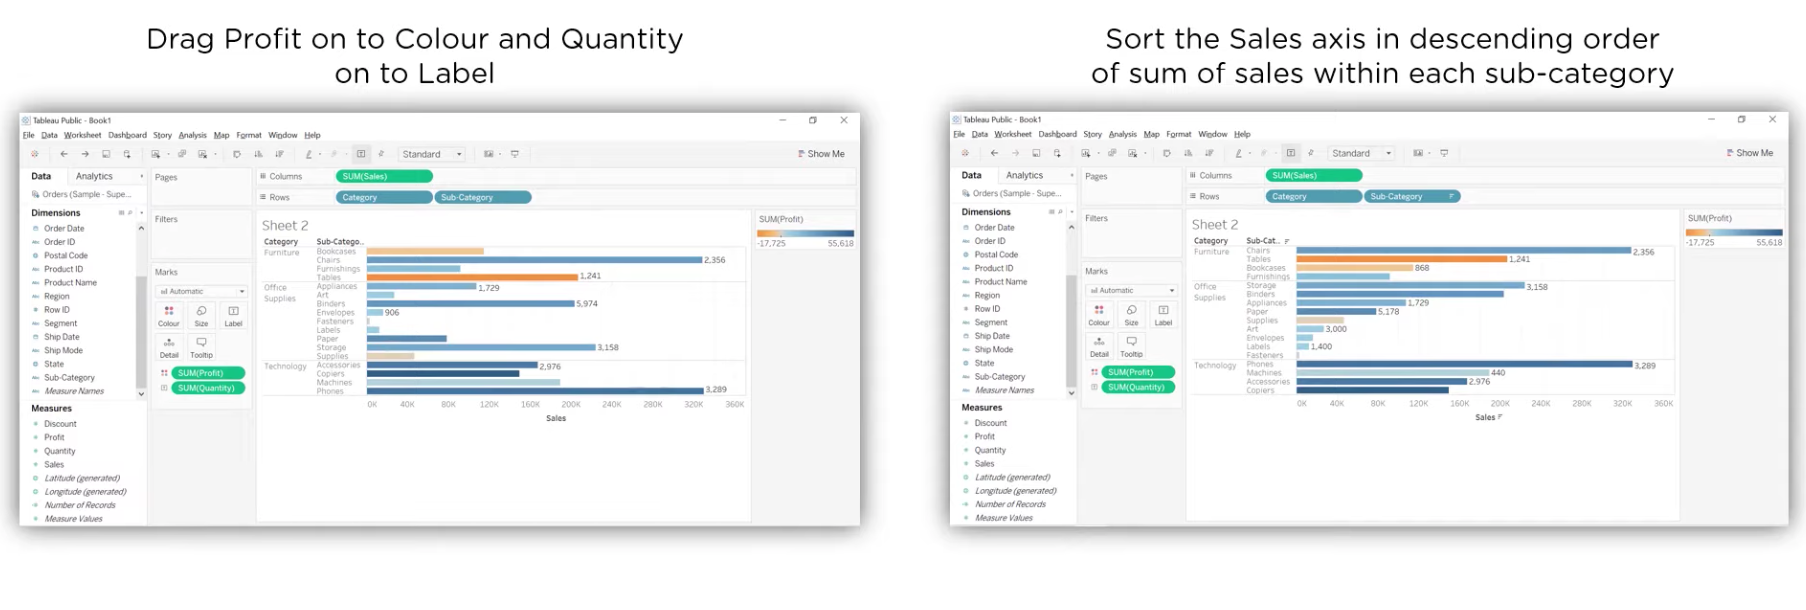 Drag Profit on to Colour and Quantity
on to Label
Sort the Sales axis in descending order
of sum of sales within each sub-category
Tableau Public - Book1
File Data Worksheet Dashboard Story Analysis Map Format Window Help
Standard
Show Me
Data Analytics
Pages
Columns
SUM(Sales)
Orders (Sample - Supe...
Rows
Category
Sub-Category
Dimensions
Order Date
Order ID
Postal Code
Product ID
Product Name
Region
Row ID
Segment
Ship Date
Ship Mode
State
Sub-Category
Measure Names
Measures
Discount
Profit
Quantity
Sales
Latitude (generated)
Longitude (generated)
Number of Records
Measure Values
Filters
Marks
Automatic
Colour Size Label
Detail Tooltip
SUM(Profit)
SUM(Quantity)
Sheet 2
Category Sub-Catego..
Furniture Bookcases
Chairs 2,356
Furnishings
Tables 1,241
Office
Supplies
Appliances 1,729
Art
Binders 5,974
Envelopes 906
Fasteners
Labels
Paper
Storage 3,158
Supplies
Technology Accessories 2,976
Copiers
Machines
Phones 3,289
0K 40K 80K 120K 160K 200K 240K 280K 320K 360K
Sales
SUM(Profit)
-17,725 55,618
Tableau Public - Book1
File Data Worksheet Dashboard Story Analysis Map Format Window Help
Standard
Show Me
Data Analytics
Pages
Columns
SUM(Sales)
Orders (Sample - Supe...
Rows
Category
Sub-Category
Dimensions
Order Date
Order ID
Postal Code
Product ID
Product Name
Region
Row ID
Segment
Ship Date
Ship Mode
State
Sub-Category
Measure Names
Measures
Discount
Profit
Quantity
Sales
Latitude (generated)
Longitude (generated)
Number of Records
Measure Values
Filters
Marks
Automatic
Colour Size Label
Detail Tooltip
SUM(Profit)
SUM(Quantity)
Sheet 2
Category Sub-Cat..
Furniture Chairs 2,356
Tables 1,241
Bookcases 868
Furnishings
Office
Supplies
Storage 3,158
Binders
Appliances 1,729
Paper 5,178
Supplies
Art 3,000
Envelopes
Labels 1,400
Fasteners
Technology Phones 3,289
Machines 440
Accessories 2,976
Copiers
0K 40K 80K 120K 160K 200K 240K 280K 320K 360K
Sales
SUM(Profit)
-17,725 55,618